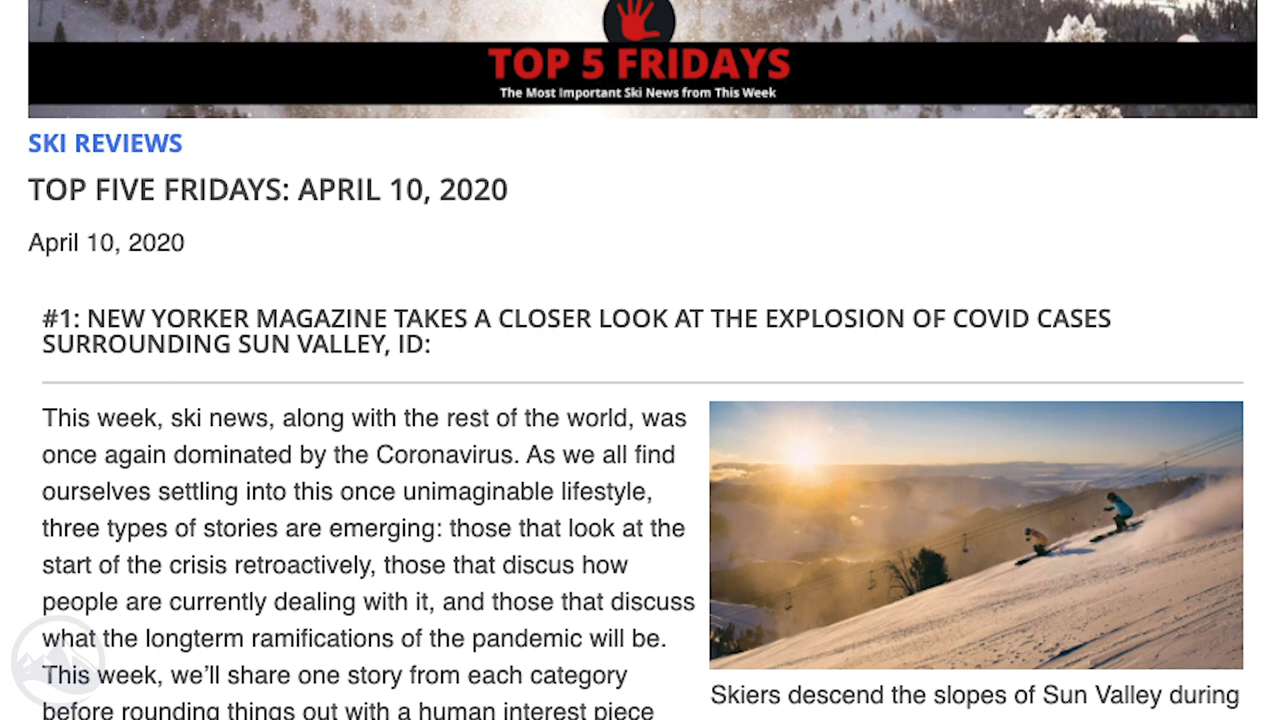 TOP 5 FRIDAYS
The Most Important Ski News from This Week
SKI REVIEWS
TOP FIVE FRIDAYS: APRIL 10, 2020
April 10, 2020
#1: NEW YORKER MAGAZINE TAKES A CLOSER LOOK AT THE EXPLOSION OF COVID CASES
SURROUNDING SUN VALLEY, ID:
This week, ski news, along with the rest of the world, was
once again dominated by the Coronavirus. As we all find
ourselves settling into this once unimaginable lifestyle,
three types of stories are emerging: those that look at the
start of the crisis retroactively, those that discus how
people are currently dealing with it, and those that discuss
what the longterm ramifications of the pandemic will be.
This week, we’ll share one story from each category
before rounding things out with a human interest piece
Skiers descend the slopes of Sun Valley during